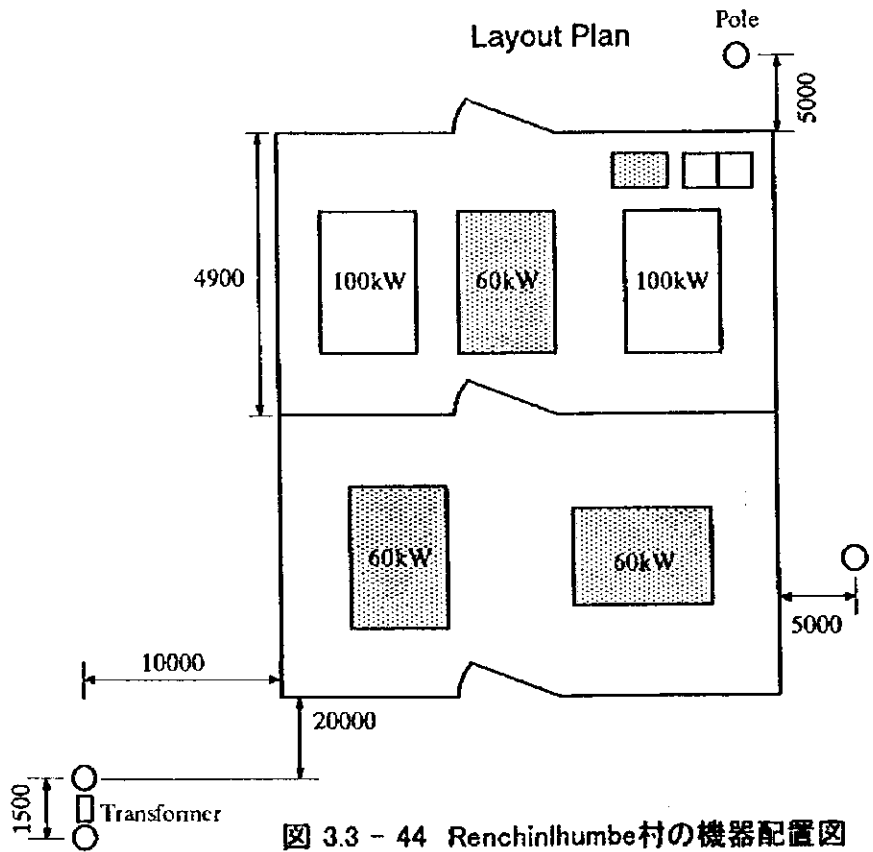 Layout Plan
Pole
5000
4900
100kW
60kW
100kW
60kW
60kW
5000
10000
20000
1500
Transformer
図 3.3 - 44 Renchinlhumbe村の機器配置図